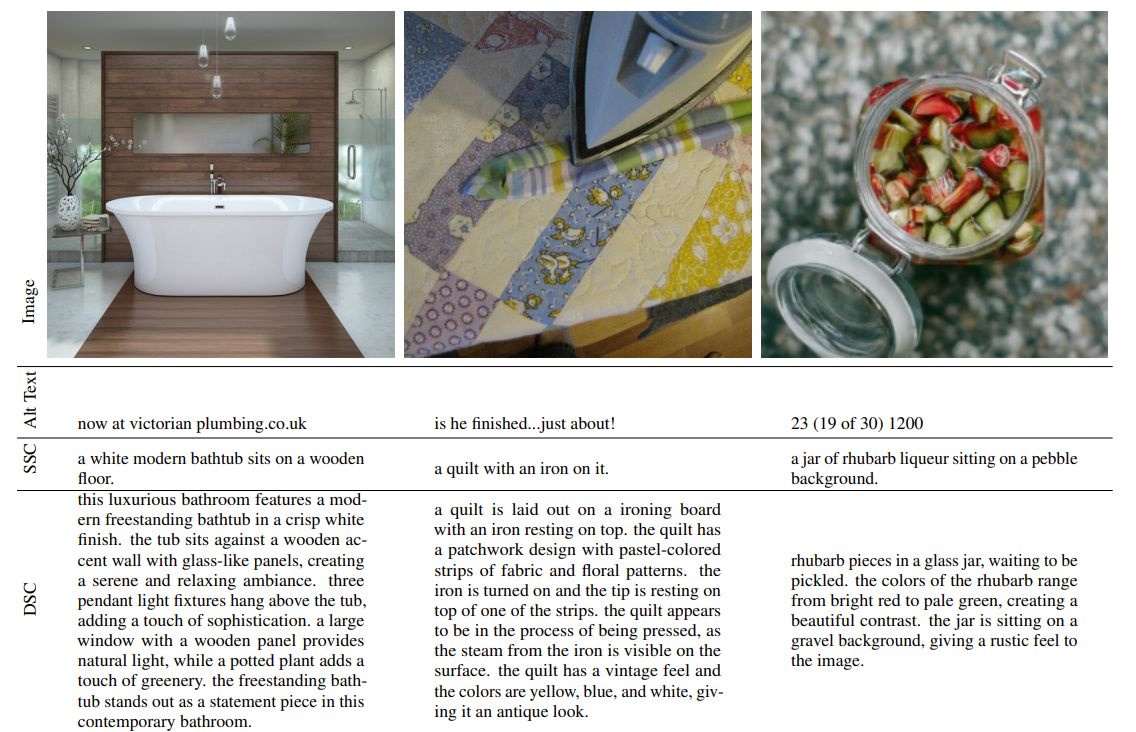 Image
Alt Text
now at victorian plumbing.co.uk
is he finished...just about!
23 (19 of 30) 1200
SSC
a white modern bathtub sits on a wooden
floor.
a quilt with an iron on it.
a jar of rhubarb liqueur sitting on a pebble
background.
DSC
this luxurious bathroom features a mod-
ern freestanding bathtub in a crisp white
finish. the tub sits against a wooden ac-
cent wall with glass-like panels, creating
a serene and relaxing ambiance. three
pendant light fixtures hang above the tub,
adding a touch of sophistication. a large
window with a wooden panel provides
natural light, while a potted plant adds a
touch of greenery. the freestanding bath-
tub stands out as a statement piece in this
contemporary bathroom.
a quilt is laid out on a ironing board
with an iron resting on top. the quilt has
a patchwork design with pastel-colored
strips of fabric and floral patterns. the
iron is turned on and the tip is resting on
top of one of the strips. the quilt appears
to be in the process of being pressed, as
the steam from the iron is visible on the
surface. the quilt has a vintage feel and
the colors are yellow, blue, and white, giv-
ing it an antique look.
rhubarb pieces in a glass jar, waiting to be
pickled. the colors of the rhubarb range
from bright red to pale green, creating a
beautiful contrast. the jar is sitting on a
gravel background, giving a rustic feel to
the image.